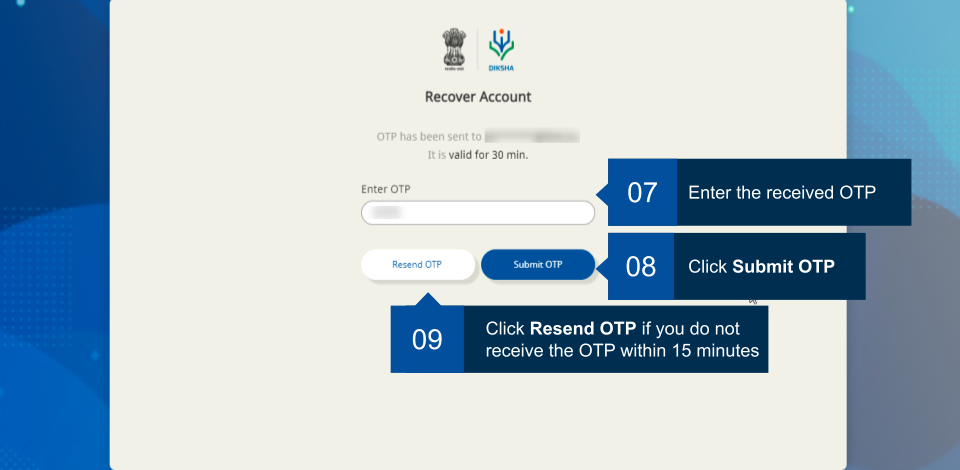 DIKSHA
Recover Account
OTP has been sent to
It is valid for 30 min.
Enter OTP
07
Enter the received OTP
Resend OTP
Submit OTP
08
Click Submit OTP
09
Click Resend OTP if you do not
receive the OTP within 15 minutes